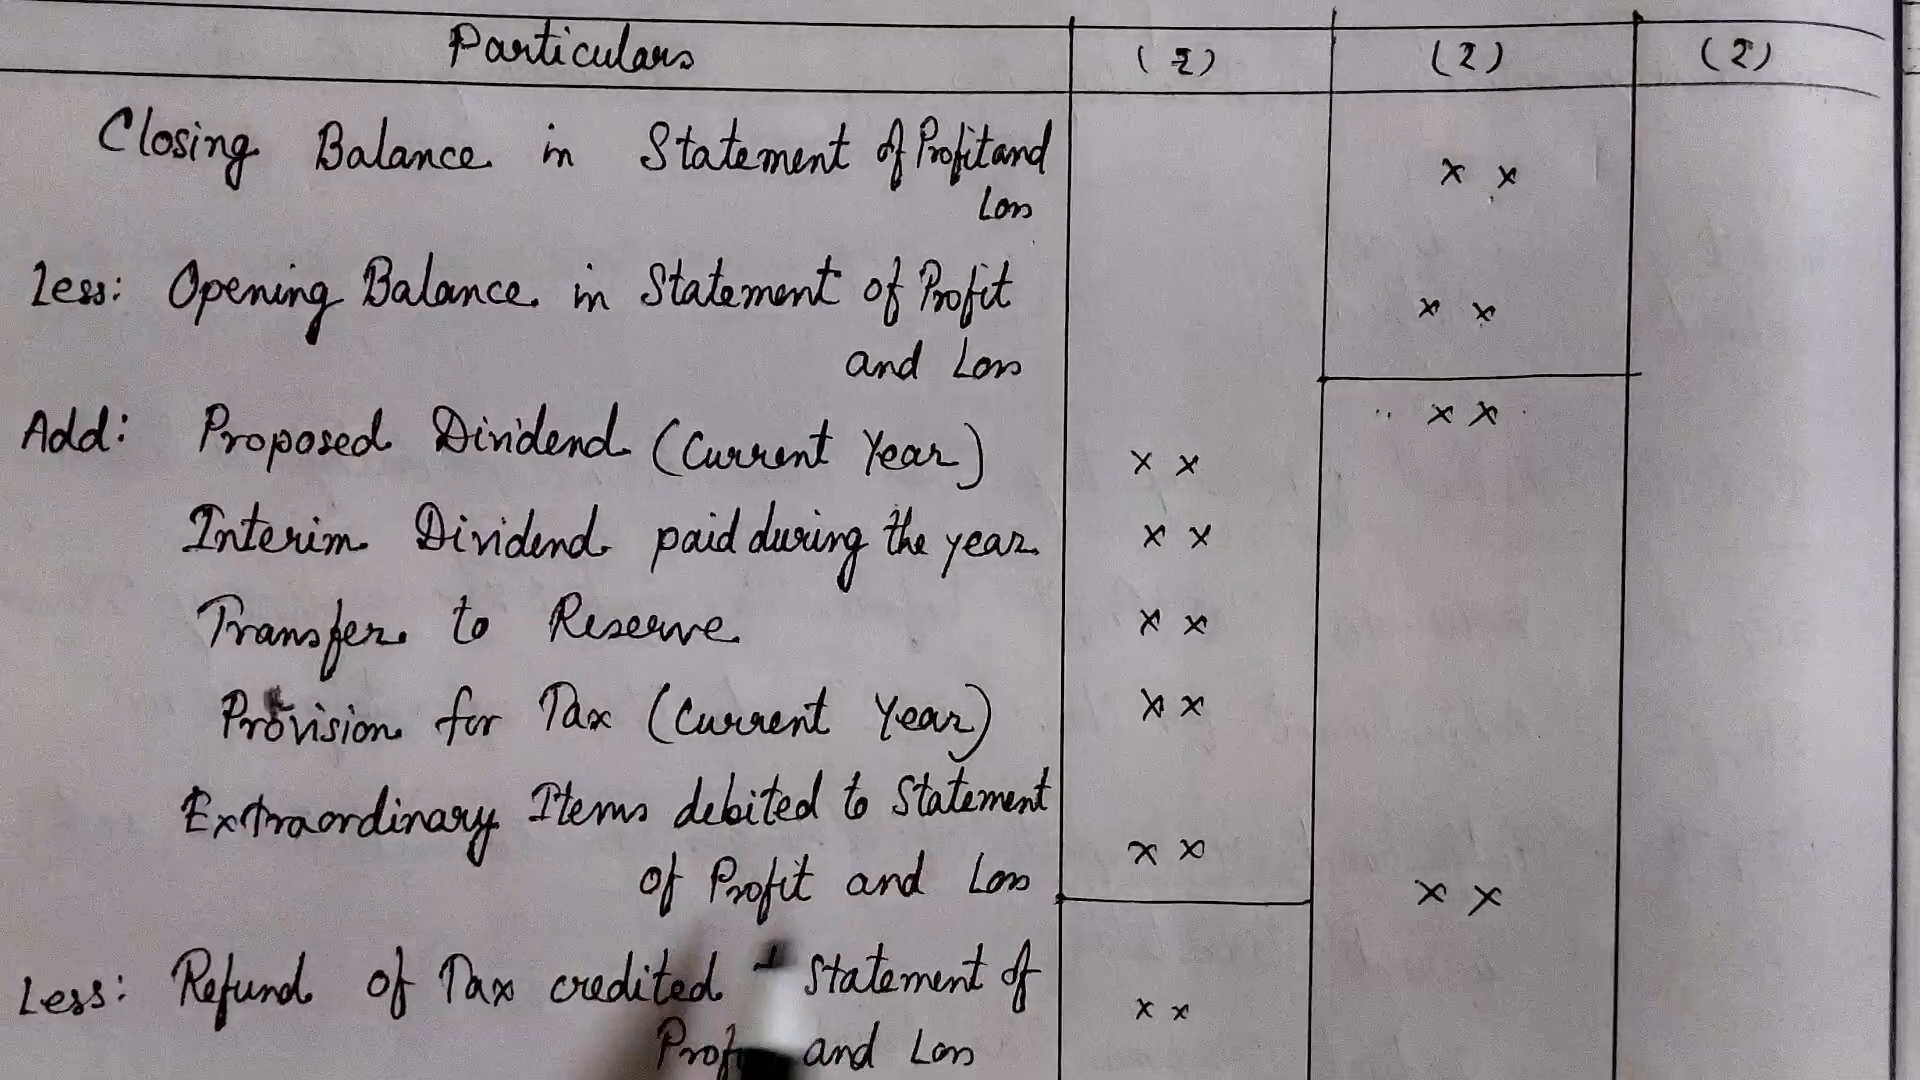 Particulars (₹) (₹) (₹)
Closing Balance in Statement of Profit and
Loss x x
Less: Opening Balance in Statement of Profit x x
and Loss
x x
Add: Proposed Dividend (Current Year) x x
Interim Dividend paid during the year x x
Transfer to Reserve x x
Provision for Tax (Current Year) x x
Extraordinary Items debited to Statement
of Profit and Loss x x x x
Less: Refund of Tax credited Statement of
and Loss x x